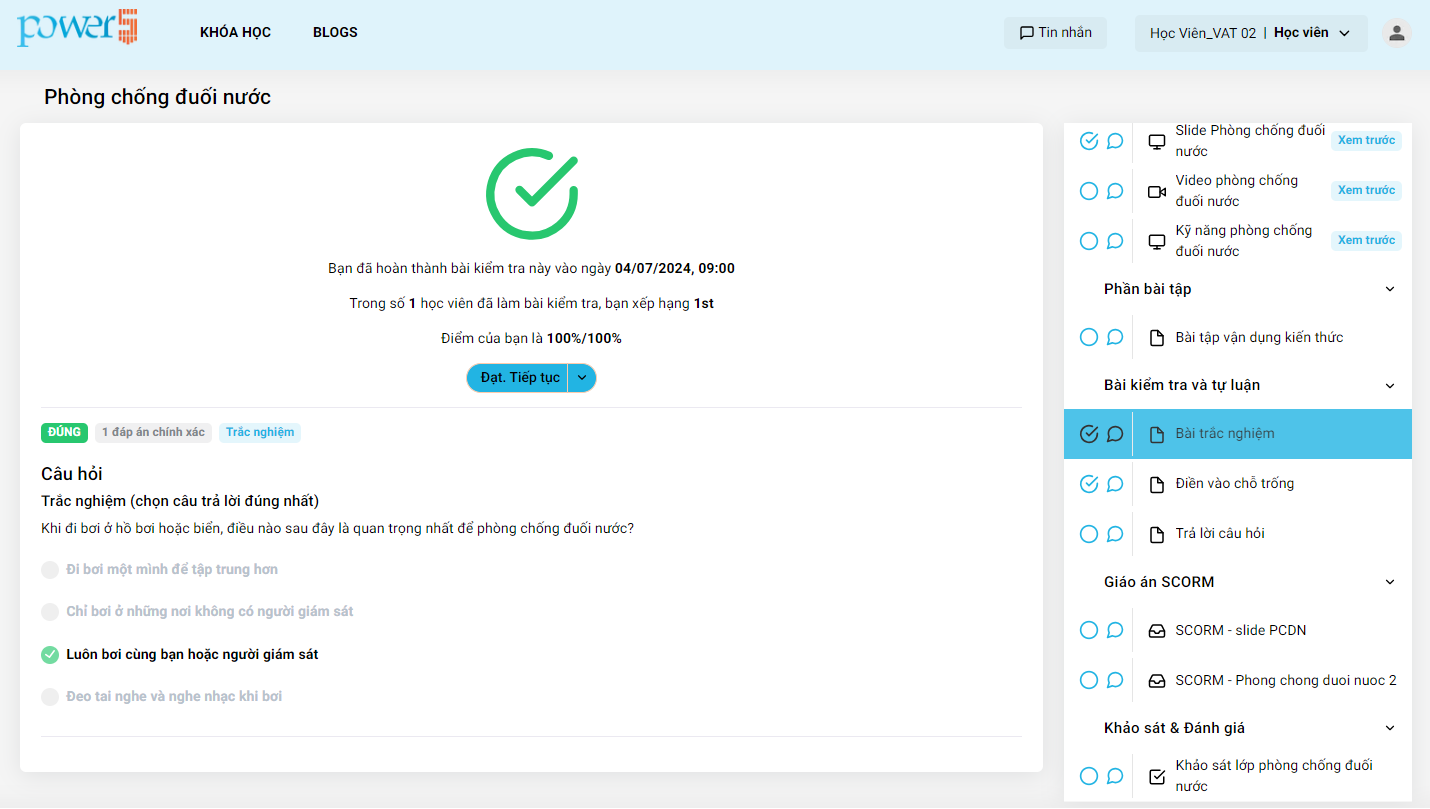 power5
KHÓA HỌC
BLOGS
Tin nhắn
Học Viên_VAT 02 | Học viên
Phòng chống đuối nước
Bạn đã hoàn thành bài kiểm tra này vào ngày 04/07/2024, 09:00
Trong số 1 học viên đã làm bài kiểm tra, bạn xếp hạng 1st
Điểm của bạn là 100%/100%
Đạt. Tiếp tục
ĐÚNG
1 đáp án chính xác
Trắc nghiệm
Câu hỏi
Trắc nghiệm (chọn câu trả lời đúng nhất)
Khi đi bơi ở hồ bơi hoặc biển, điều nào sau đây là quan trọng nhất để phòng chống đuối nước?
Đi bơi một mình để tập trung hơn
Chỉ bơi ở những nơi không có người giám sát
Luôn bơi cùng bạn hoặc người giám sát
Đeo tai nghe và nghe nhạc khi bơi
Slide Phòng chống đuối
nước
Xem trước
Video phòng chống
đuối nước
Xem trước
Kỹ năng phòng chống
đuối nước
Xem trước
Phần bài tập
Bài tập vận dụng kiến thức
Bài kiểm tra và tự luận
Bài trắc nghiệm
Điền vào chỗ trống
Trả lời câu hỏi
Giáo án SCORM
SCORM - slide PCDN
SCORM - Phong chong duoi nuoc 2
Khảo sát & Đánh giá
Khảo sát lớp phòng chống đuối
nước